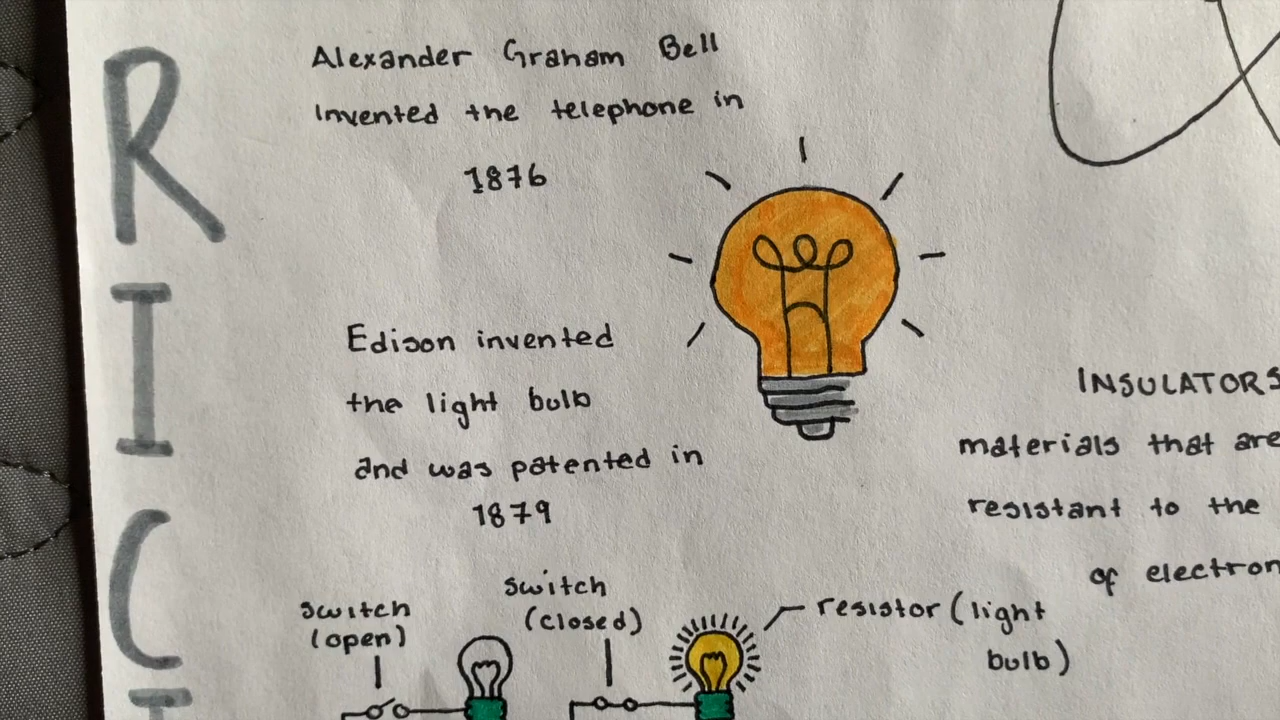 R
I
C
I
Alexander Graham Bell
Invented the telephone in
1876
Edison invented
the light bulb
and was patented in
1879
INSULATORS
materials that are
resistant to the
of electron
switch
(open)
switch
(closed)
resistor (light
bulb)